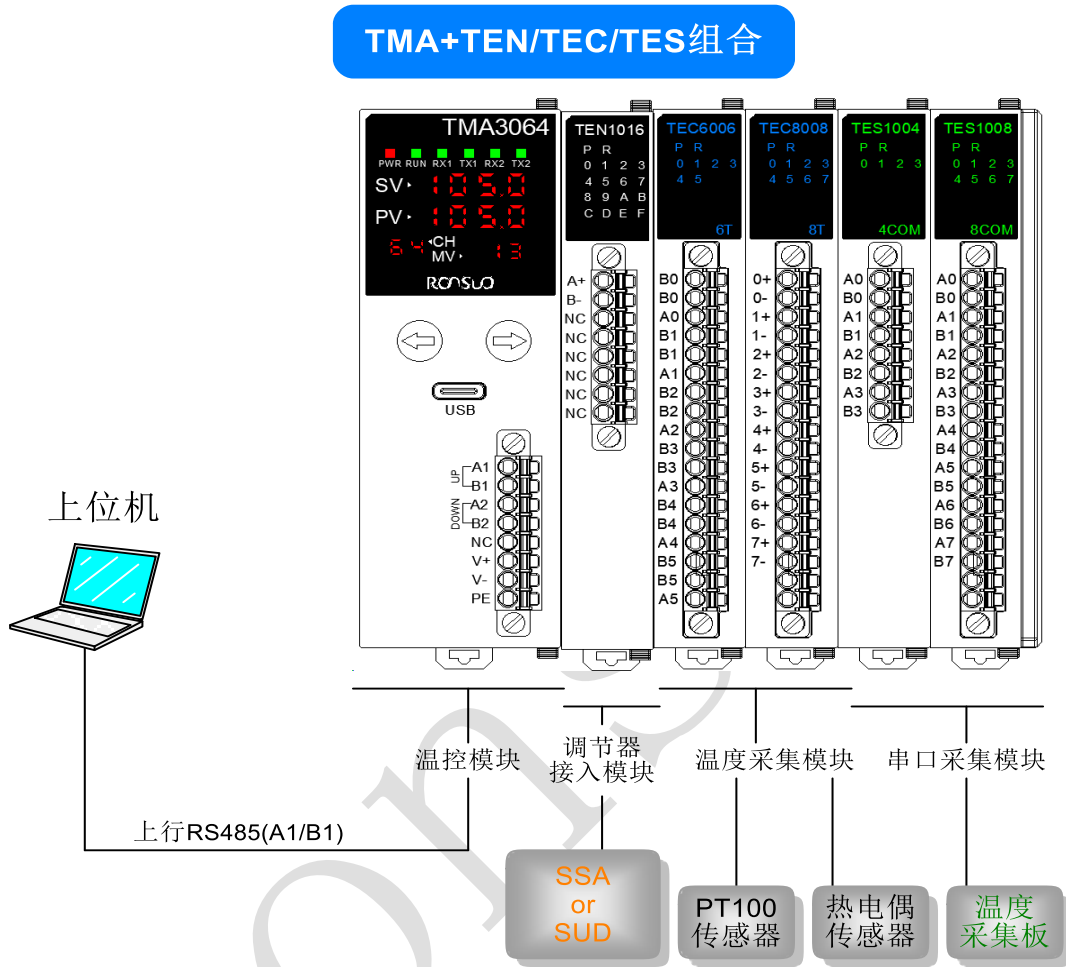 TMA+TEN/TEC/TES组合
TMA3064
PWR RUN RX1 TX1 RX2 TX2
SV 105.0
PV 105.0
64 CH
MV 13
RONSUO
USB
UP
A1
B1
DOWN
A2
B2
NC
V+
V-
PE
TEN1016
P R
0 1 2 3
4 5 6 7
8 9 A B
C D E F
A+
B-
NC
NC
NC
NC
NC
NC
TEC6006
P R
0 1 2 3
4 5
6T
B0
B0
A0
B1
B1
A1
B2
B2
A2
B3
B3
A3
B4
B4
A4
B5
B5
A5
TEC8008
P R
0 1 2 3
4 5 6 7
8T
0+
0-
1+
1-
2+
2-
3+
3-
4+
4-
5+
5-
6+
6-
7+
7-
TES1004
P R
0 1 2 3
4COM
A0
B0
A1
B1
A2
B2
A3
B3
TES1008
P R
0 1 2 3
4 5 6 7
8COM
A0
B0
A1
B1
A2
B2
A3
B3
A4
B4
A5
B5
A6
B6
A7
B7
上位机
温控模块
调节器
接入模块
温度采集模块
串口采集模块
上行RS485(A1/B1)
SSA
or
SUD
PT100
传感器
热电偶
传感器
温度
采集板